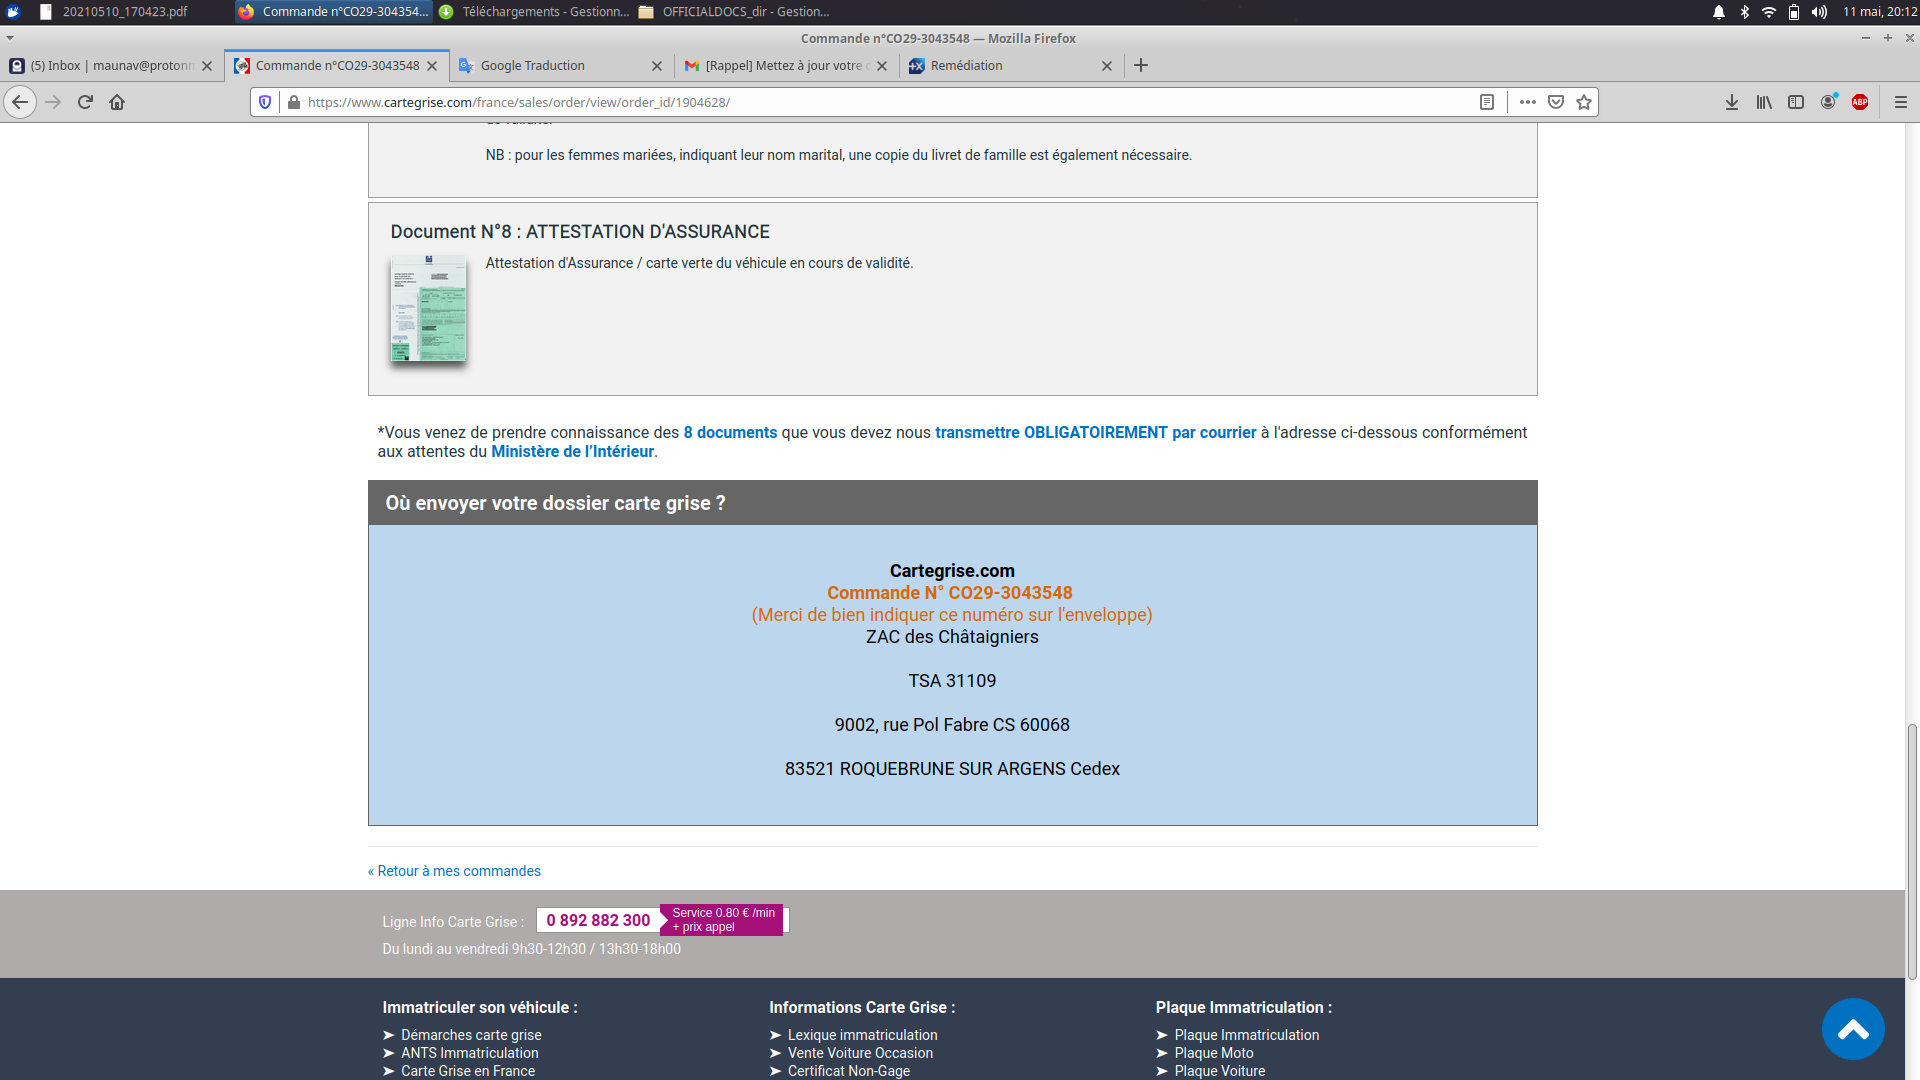 20210510_170423.pdf
Commande n°CO29-304354...
Téléchargements - Gestionn...
OFFICIALDOCS_dir - Gestion...
11 mai, 20:12
Commande n°CO29-3043548 — Mozilla Firefox
(5) Inbox | maunav@protonm
Commande n°CO29-3043548
Google Traduction
[Rappel] Mettez à jour votre
Remédiation
https://www.cartegrise.com/france/sales/order/view/order_id/1904628/
ABP
de validité.
NB : pour les femmes mariées, indiquant leur nom marital, une copie du livret de famille est également nécessaire.
Document N°8 : ATTESTATION D'ASSURANCE
Attestation d'Assurance / carte verte du véhicule en cours de validité.
*Vous venez de prendre connaissance des 8 documents que vous devez nous transmettre OBLIGATOIREMENT par courrier à l'adresse ci-dessous conformément
aux attentes du Ministère de l’Intérieur.
Où envoyer votre dossier carte grise ?
Cartegrise.com
Commande N° CO29-3043548
(Merci de bien indiquer ce numéro sur l'enveloppe)
ZAC des Châtaigniers
TSA 31109
9002, rue Pol Fabre CS 60068
83521 ROQUEBRUNE SUR ARGENS Cedex
« Retour à mes commandes
Ligne Info Carte Grise : 0 892 882 300 Service 0.80 € /min
+ prix appel
Du lundi au vendredi 9h30-12h30 / 13h30-18h00
Immatriculer son véhicule :
➤ Démarches carte grise
➤ ANTS Immatriculation
➤ Carte Grise en France
Informations Carte Grise :
➤ Lexique immatriculation
➤ Vente Voiture Occasion
➤ Certificat Non-Gage
Plaque Immatriculation :
➤ Plaque Immatriculation
➤ Plaque Moto
➤ Plaque Voiture